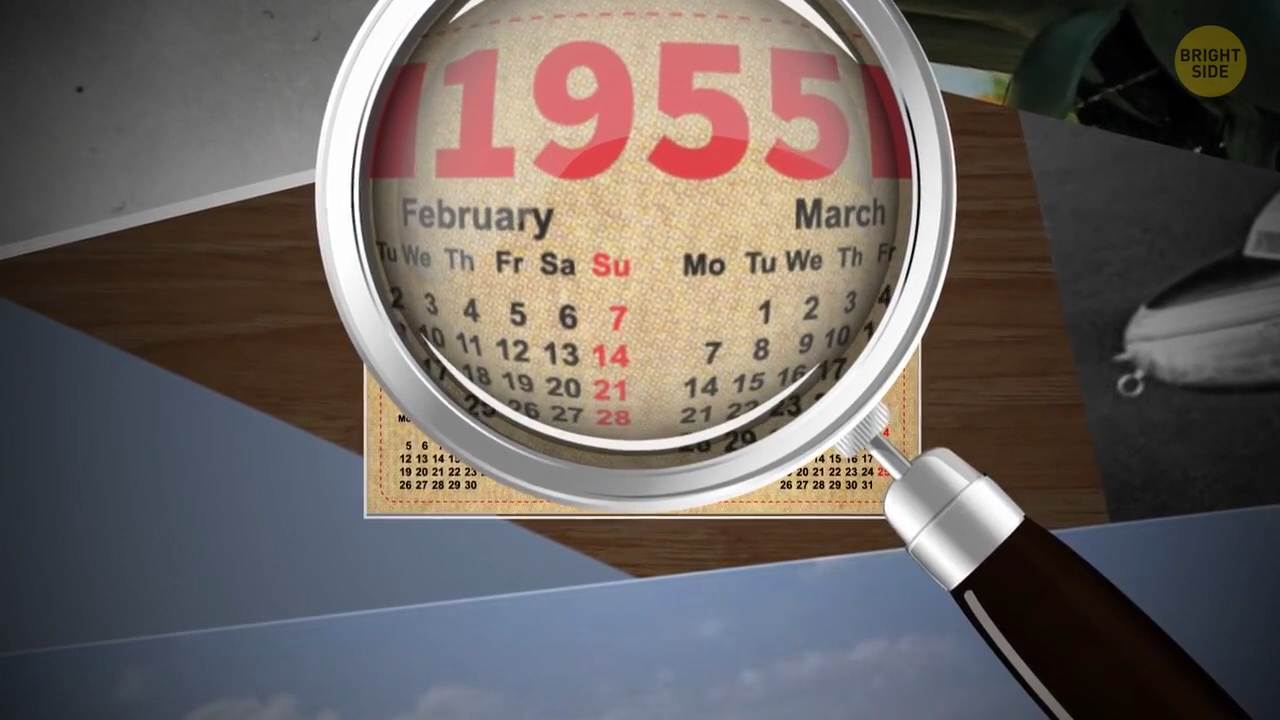 BRIGHT
SIDE
1955
February March
Tu We Th Fr Sa Su Mo Tu We Th Fr
2 3 4 5 6 7 1 2 3 4
10 11 12 13 14 7 8 9 10
17 18 19 20 21 14 15 16 17
25 26 27 28 21 22 23
28 29
5 6
12 13 14 14 15 16 17
19 20 21 22 23 20 21 22 23 24 25
26 27 28 29 30 26 27 28 29 30 31